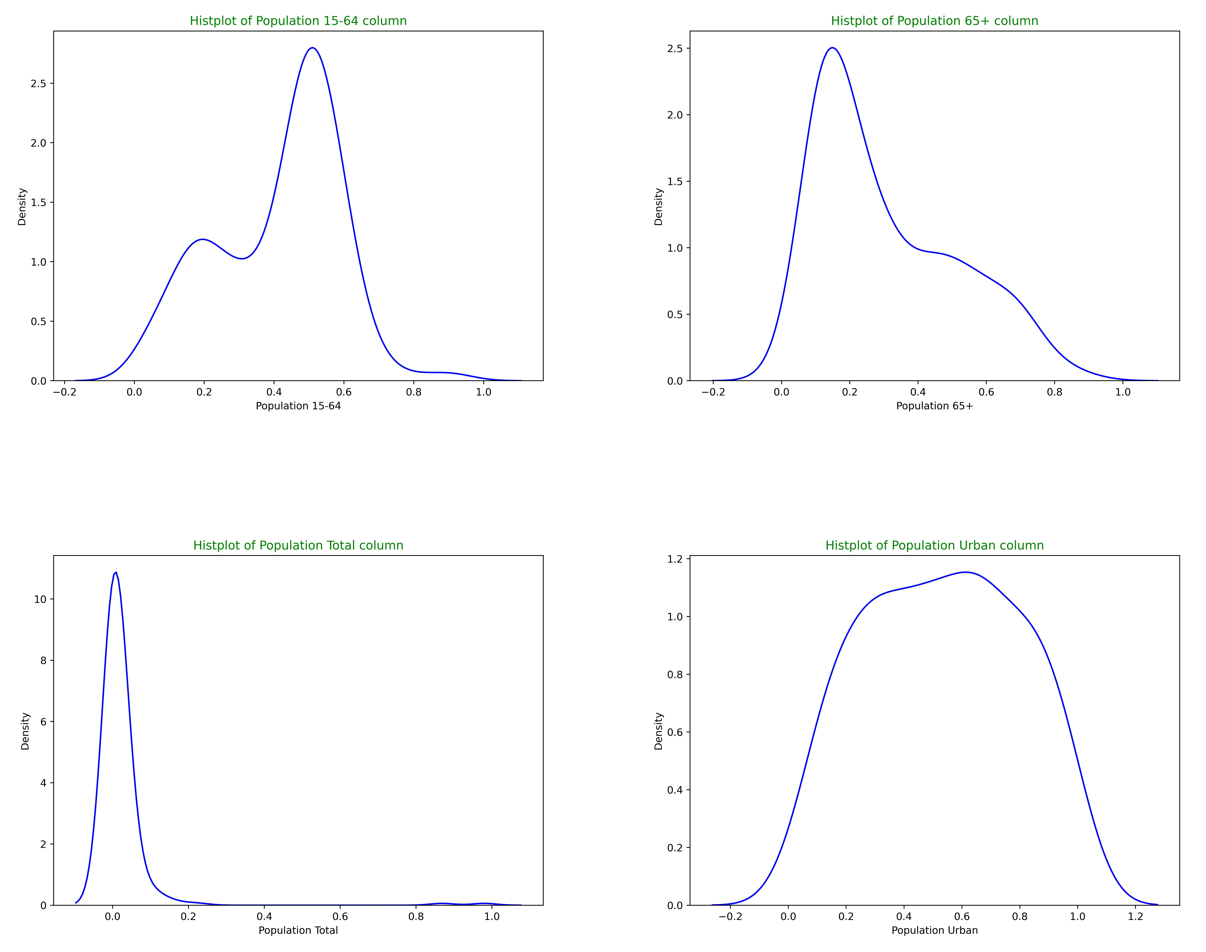 Histplot of Population 15-64 column
Density
2.5
2.0
1.5
1.0
0.5
0.0
−0.2 0.0 0.2 0.4 0.6 0.8 1.0
Population 15-64
Histplot of Population 65+ column
Density
2.5
2.0
1.5
1.0
0.5
0.0
−0.2 0.0 0.2 0.4 0.6 0.8 1.0
Population 65+
Histplot of Population Total column
Density
10
8
6
4
2
0
0.0 0.2 0.4 0.6 0.8 1.0
Population Total
Histplot of Population Urban column
Density
1.2
1.0
0.8
0.6
0.4
0.2
0.0
−0.2 0.0 0.2 0.4 0.6 0.8 1.0 1.2
Population Urban